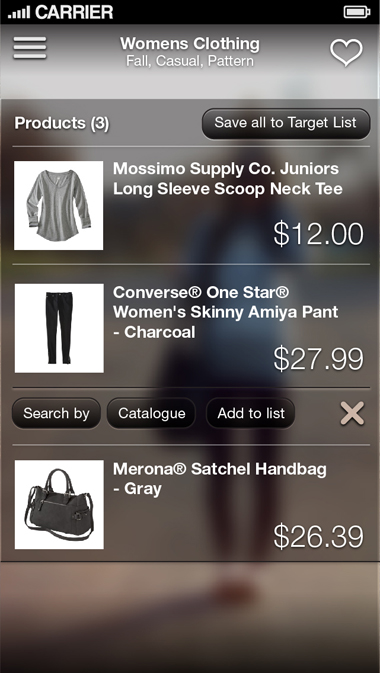 CARRIER
Womens Clothing
Fall, Casual, Pattern
Products (3)
Save all to Target List
Mossimo Supply Co. Juniors
Long Sleeve Scoop Neck Tee
$12.00
Converse® One Star®
Women's Skinny Amiya Pant
- Charcoal
$27.99
Search by
Catalogue
Add to list
Merona® Satchel Handbag
- Gray
$26.39